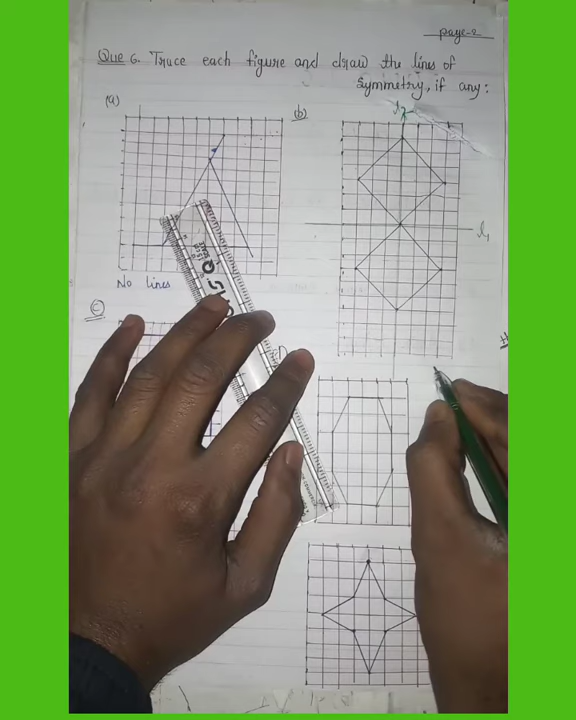 page-2
Que 6. Trace each figure and draw the lines of
Symmetry, if any:
(a)
(b)
l2
l1
No lines
(c)
SCALE